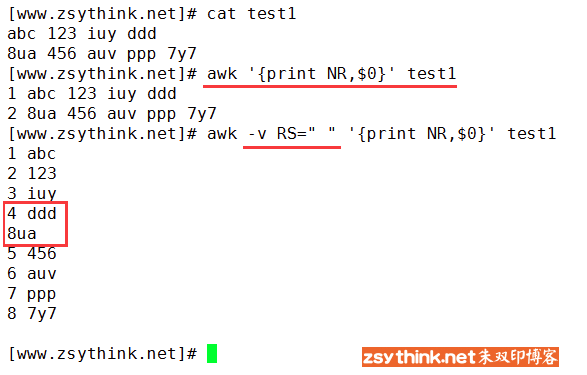 [www.zsythink.net]# cat test1
abc 123 iuy ddd
8ua 456 auv ppp 7y7
[www.zsythink.net]# awk '{print NR,$0}' test1
1 abc 123 iuy ddd
2 8ua 456 auv ppp 7y7
[www.zsythink.net]# awk -v RS=" " '{print NR,$0}' test1
1 abc
2 123
3 iuy
4 ddd
8ua
5 456
6 auv
7 ppp
8 7y7
[www.zsythink.net]#
zsythink.net朱双印博客